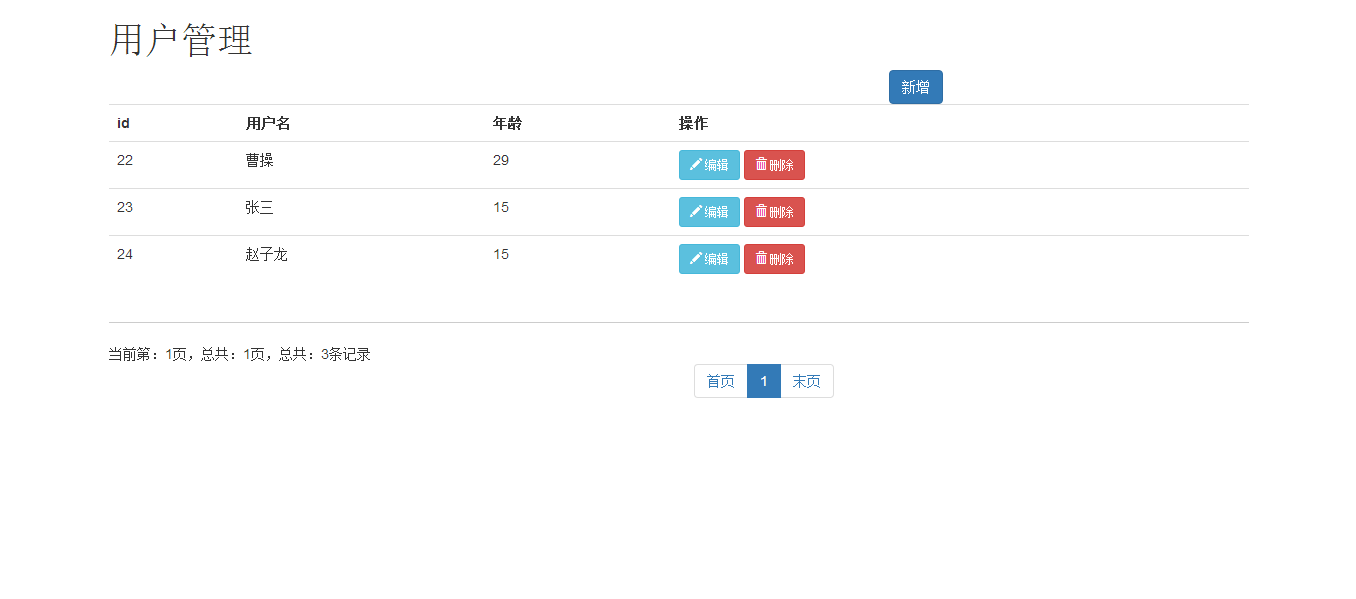 用户管理
新增
id 用户名 年龄 操作
22 曹操 29 编辑 删除
23 张三 15 编辑 删除
24 赵子龙 15 编辑 删除
当前第：1页，总共：1页，总共：3条记录
首页 1 末页